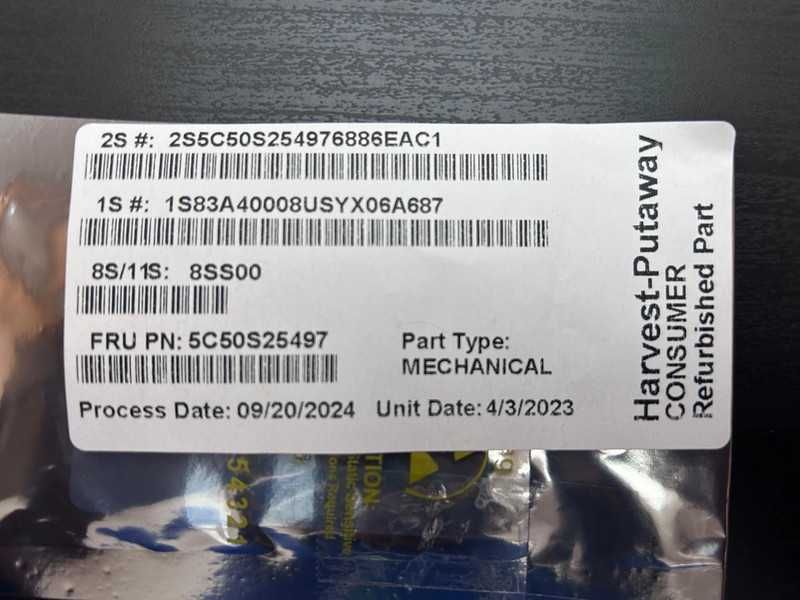 2S #: 2S5C50S254976886EAC1
1S #: 1S83A40008USYX06A687
8S/11S: 8SS00
FRU PN: 5C50S25497
Part Type:
MECHANICAL
Process Date: 09/20/2024
Unit Date: 4/3/2023
Harvest-Putaway
CONSUMER
Refurbished Part